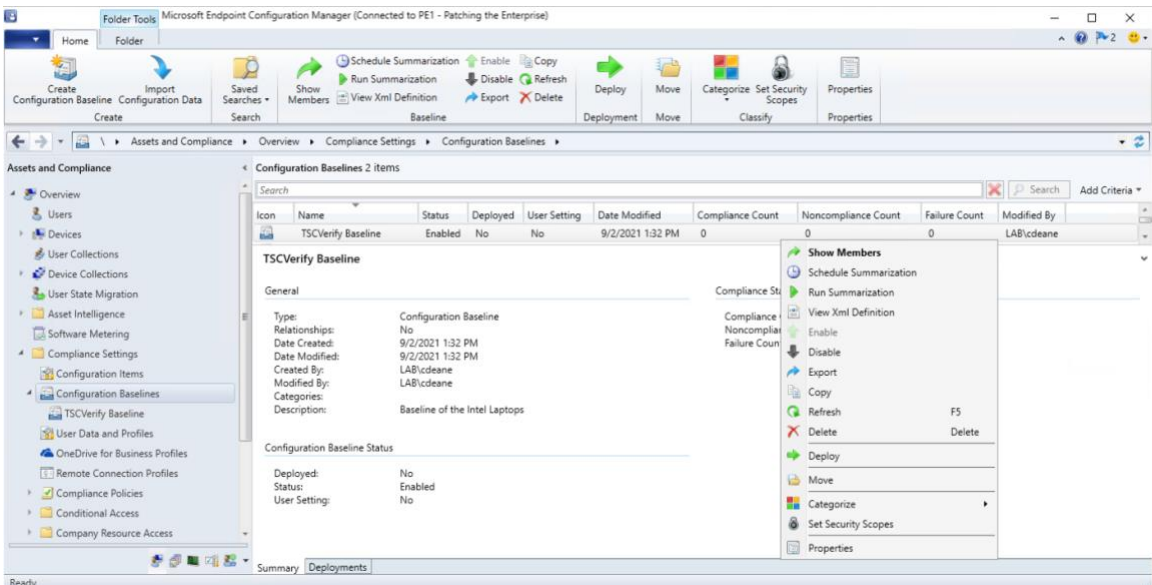 Folder Tools Microsoft Endpoint Configuration Manager (Connected to PE1 - Patching the Enterprise)
Home Folder
2
Create Configuration Baseline
Import Configuration Data
Create
Saved Searches
Search
Show Members
Schedule Summarization
Run Summarization
View Xml Definition
Enable
Disable
Export
Copy
Refresh
Delete
Baseline
Deploy
Deployment
Move
Move
Categorize
Set Security Scopes
Classify
Properties
Properties
\ Assets and Compliance Overview Compliance Settings Configuration Baselines
Assets and Compliance
Overview
Users
Devices
User Collections
Device Collections
User State Migration
Asset Intelligence
Software Metering
Compliance Settings
Configuration Items
Configuration Baselines
TSCVerify Baseline
User Data and Profiles
OneDrive for Business Profiles
Remote Connection Profiles
Compliance Policies
Conditional Access
Company Resource Access
Configuration Baselines 2 items
Search Search Add Criteria
Icon Name Status Deployed User Setting Date Modified Compliance Count Noncompliance Count Failure Count Modified By
TSCVerify Baseline Enabled No No 9/2/2021 1:32 PM 0 0 0 LAB\cdeane
TSCVerify Baseline
General
Type: Configuration Baseline
Relationships: No
Date Created: 9/2/2021 1:32 PM
Date Modified: 9/2/2021 1:32 PM
Created By: LAB\cdeane
Modified By: LAB\cdeane
Categories:
Description: Baseline of the Intel Laptops
Configuration Baseline Status
Deployed: No
Status: Enabled
User Setting: No
Compliance Sta
Compliance
Noncomplian
Failure Coun
Show Members
Schedule Summarization
Run Summarization
View Xml Definition
Enable
Disable
Export
Copy
Refresh F5
Delete Delete
Deploy
Move
Categorize
Set Security Scopes
Properties
Summary Deployments
Ready